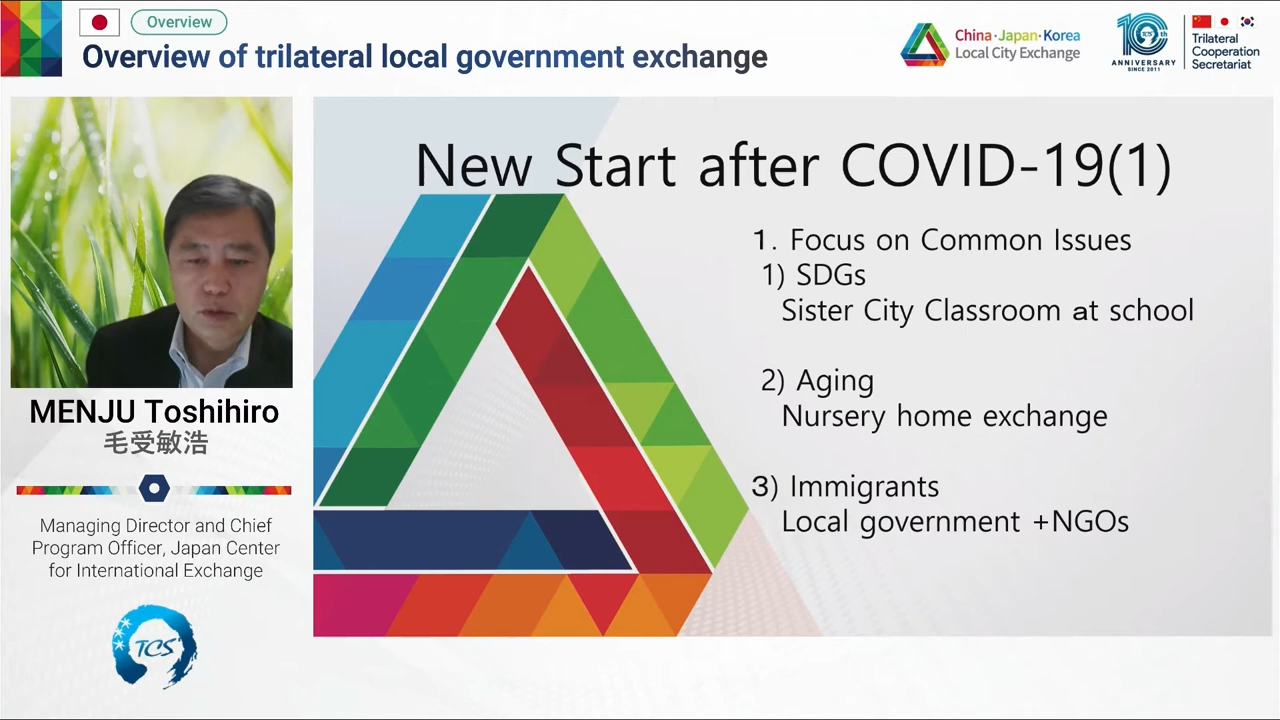 Overview
Overview of trilateral local government exchange
China·Japan·Korea
Local City Exchange
10th
TCS
ANNIVERSARY
SINCE 2011
Trilateral
Cooperation
Secretariat
New Start after COVID-19(1)
1. Focus on Common Issues
1) SDGs
Sister City Classroom at school
2) Aging
Nursery home exchange
3) Immigrants
Local government +NGOs
MENJU Toshihiro
毛受敏浩
Managing Director and Chief
Program Officer, Japan Center
for International Exchange
TCS